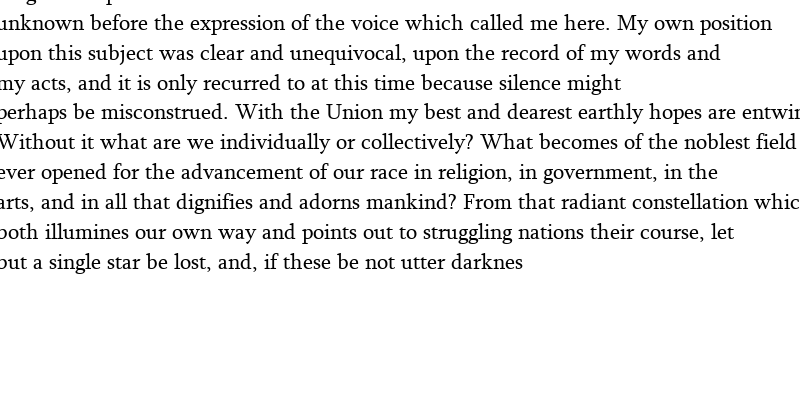 unknown before the expression of the voice which called me here. My own position
upon this subject was clear and unequivocal, upon the record of my words and
my acts, and it is only recurred to at this time because silence might
perhaps be misconstrued. With the Union my best and dearest earthly hopes are
Without it what are we individually or collectively? What becomes of the noblest field
ever opened for the advancement of our race in religion, in government, in the
arts, and in all that dignifies and adorns mankind? From that radiant constellation
both illumines our own way and points out to struggling nations their course, let
but a single star be lost, and, if these be not utter darknes